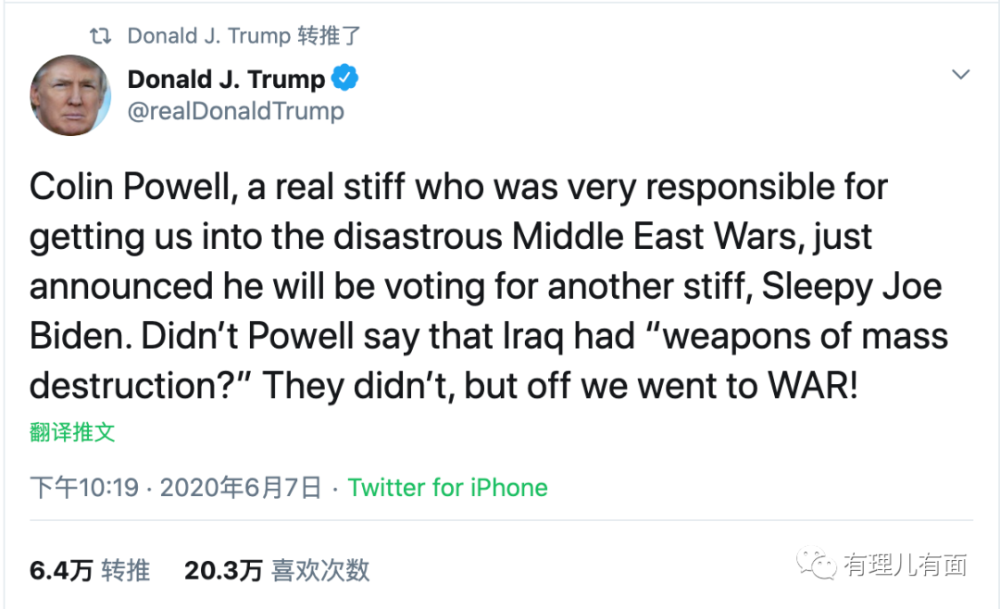 Donald J. Trump 转推了
Donald J. Trump
@realDonaldTrump
Colin Powell, a real stiff who was very responsible for
getting us into the disastrous Middle East Wars, just
announced he will be voting for another stiff, Sleepy Joe
Biden. Didn’t Powell say that Iraq had “weapons of mass
destruction?” They didn’t, but off we went to WAR!
翻译推文
下午10:19 · 2020年6月7日 · Twitter for iPhone
6.4万 转推 20.3万 喜欢次数
有理儿有面